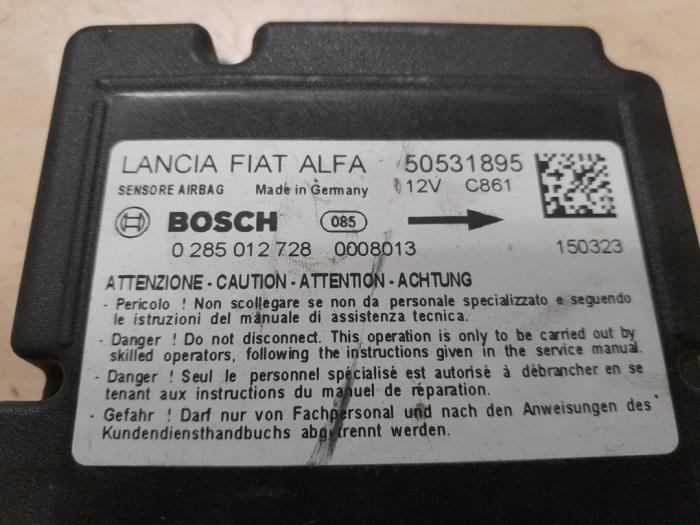 LANCIA FIAT ALFA 50531895
SENSORE AIRBAG Made in Germany 12V C861
BOSCH 085
0 285 012 728 0008013 150323
ATTENZIONE - CAUTION - ATTENTION - ACHTUNG
- Pericolo ! Non scollegare se non da personale specializzato e seguendo
le istruzioni del manuale di assistenza tecnica.
- Danger ! Do not disconnect. This operation is only to be carried out by
skilled operators, following the instructions given in the service manual.
- Danger ! Seul le personnel spécialisé est autorisé à débrancher en se
tenant aux instructions du manuel de réparation.
- Gefahr ! Darf nur von Fachpersonal und nach den Anweisungen des
Kundendiensthandbuchs abgetrennt werden.